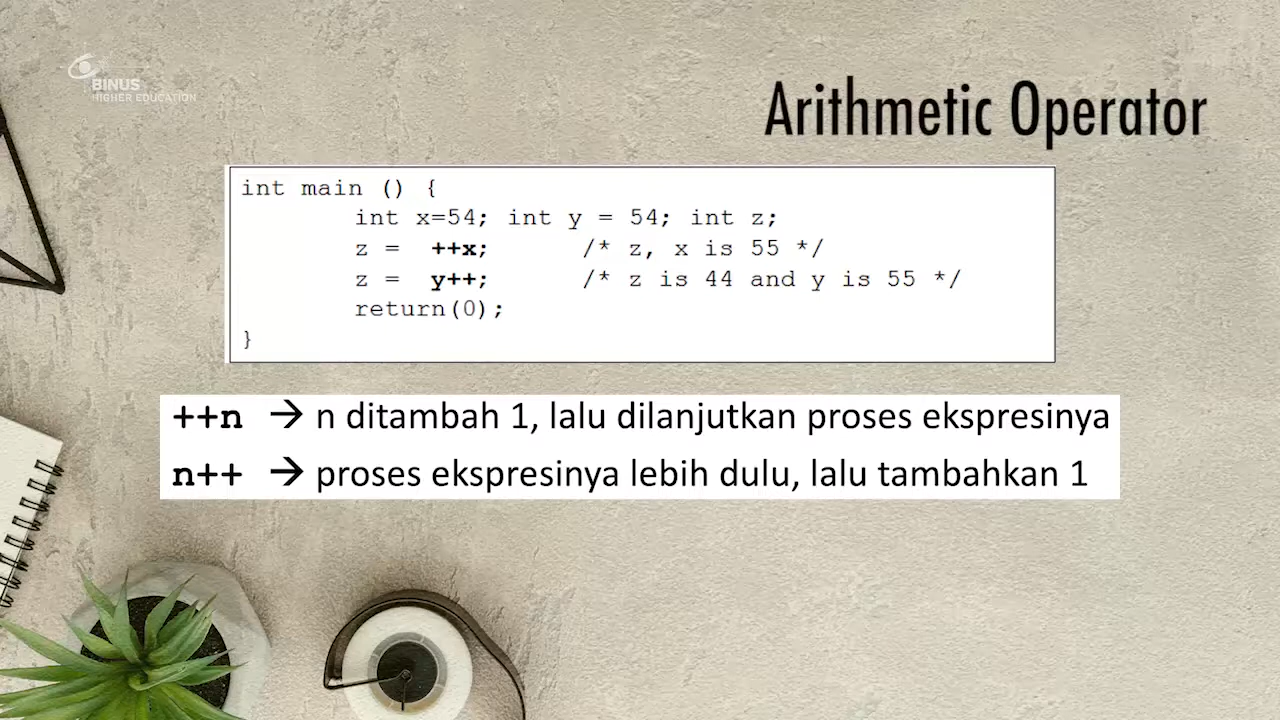 BINUS
HIGHER EDUCATION
Arithmetic Operator
int main () {
int x=54; int y = 54; int z;
z = ++x; /* z, x is 55 */
z = y++; /* z is 44 and y is 55 */
return(0);
}
++n → n ditambah 1, lalu dilanjutkan proses ekspresinya
n++ → proses ekspresinya lebih dulu, lalu tambahkan 1